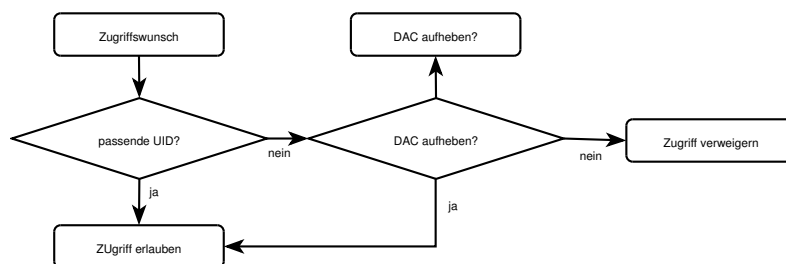 Zugriffswunsch
DAC aufheben?
passende UID?
nein
DAC aufheben?
nein
Zugriff verweigern
ja
ja
ZUgriff erlauben